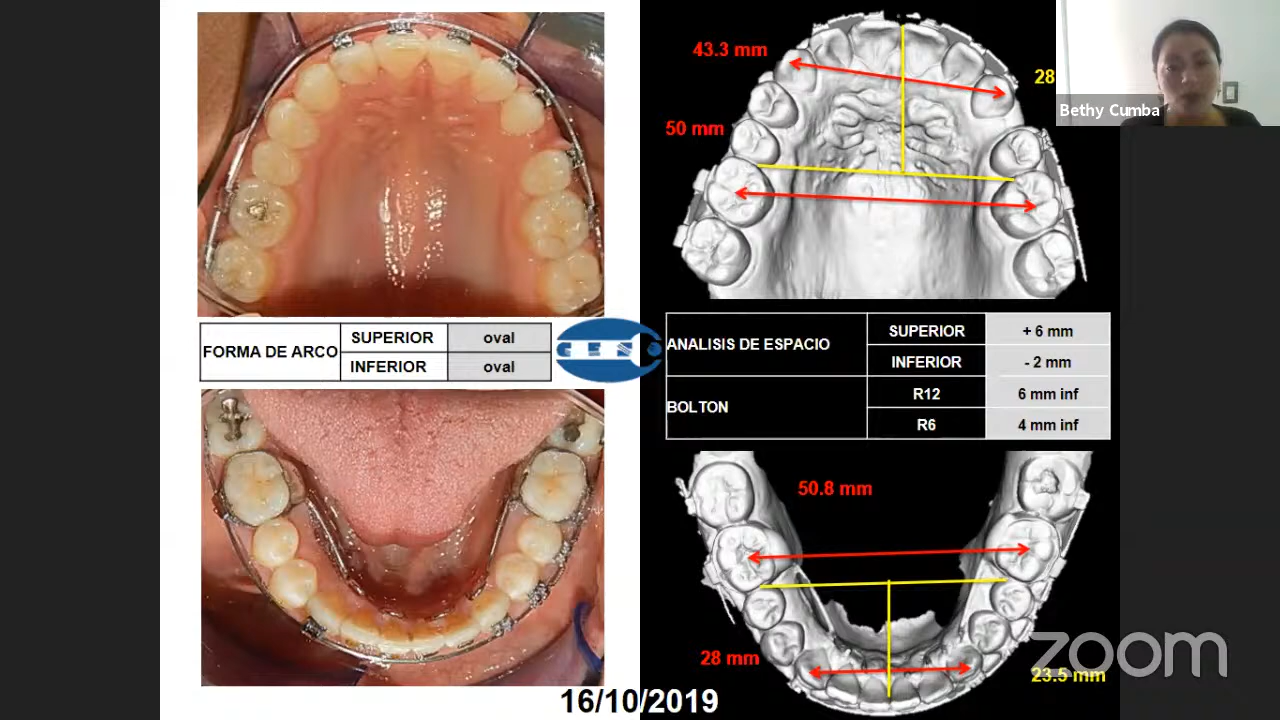 43.3 mm
28
Bethy Cumba
50 mm
FORMA DE ARCO
SUPERIOR
oval
INFERIOR
oval
CES
ANALISIS DE ESPACIO
SUPERIOR
+ 6 mm
INFERIOR
- 2 mm
BOLTON
R12
6 mm inf
R6
4 mm inf
50.8 mm
28 mm
23.5 mm
zoom
16/10/2019